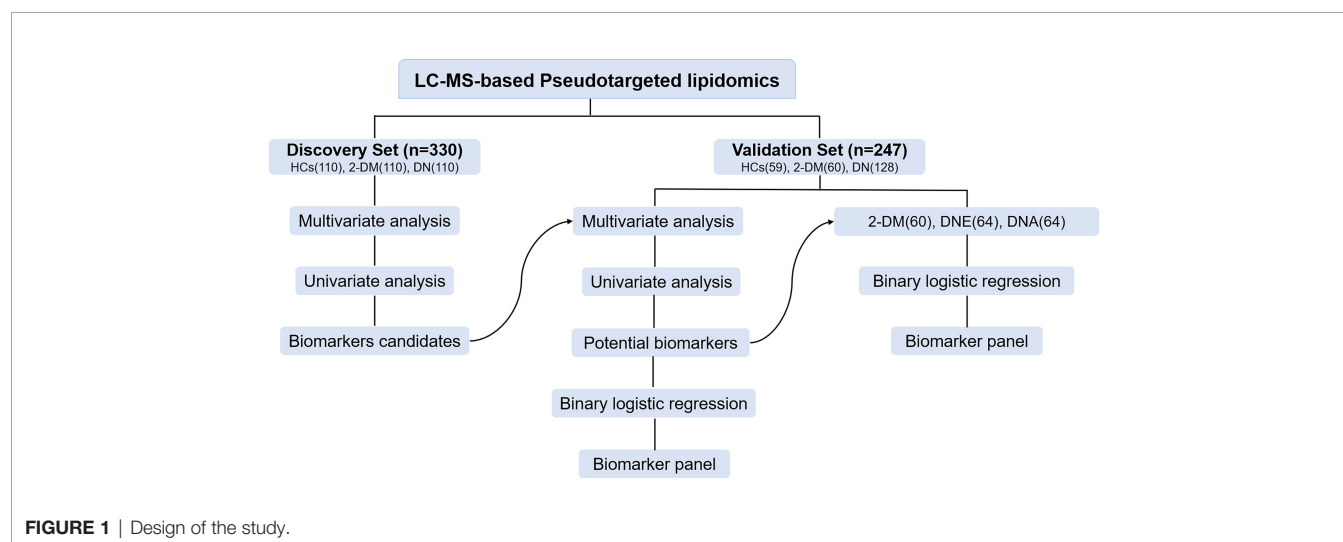 LC-MS-based Pseudotargeted lipidomics
Discovery Set (n=330)
HCs(110), 2-DM(110), DN(110)
Multivariate analysis
Univariate analysis
Biomarkers candidates
Validation Set (n=247)
HCs(59), 2-DM(60), DN(128)
Multivariate analysis
Univariate analysis
Potential biomarkers
Binary logistic regression
Biomarker panel
2-DM(60), DNE(64), DNA(64)
Binary logistic regression
Biomarker panel
FIGURE 1 | Design of the study.